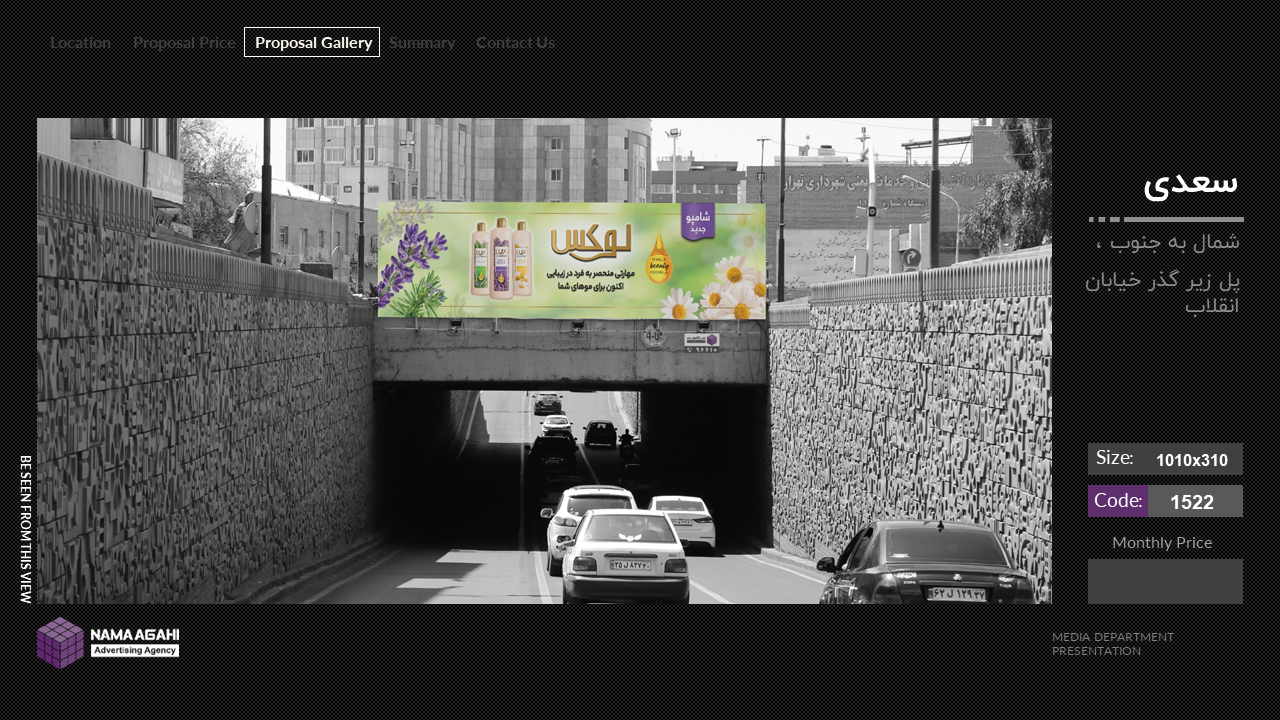 Location
Proposal Price
Proposal Gallery
Summary
Contact Us
سعدی
شمال به جنوب ،
پل زیر گذر خیابان
انقلاب
شامپو
جدید
لوکس
مهارتی منحصر به فرد در زیبایی
اکنون برای موهای شما
beauty
Size:
1010x310
Code:
1522
Monthly Price
BE SEEN FROM THIS VIEW
NAMA AGAHI
Advertising Agency
MEDIA DEPARTMENT
PRESENTATION